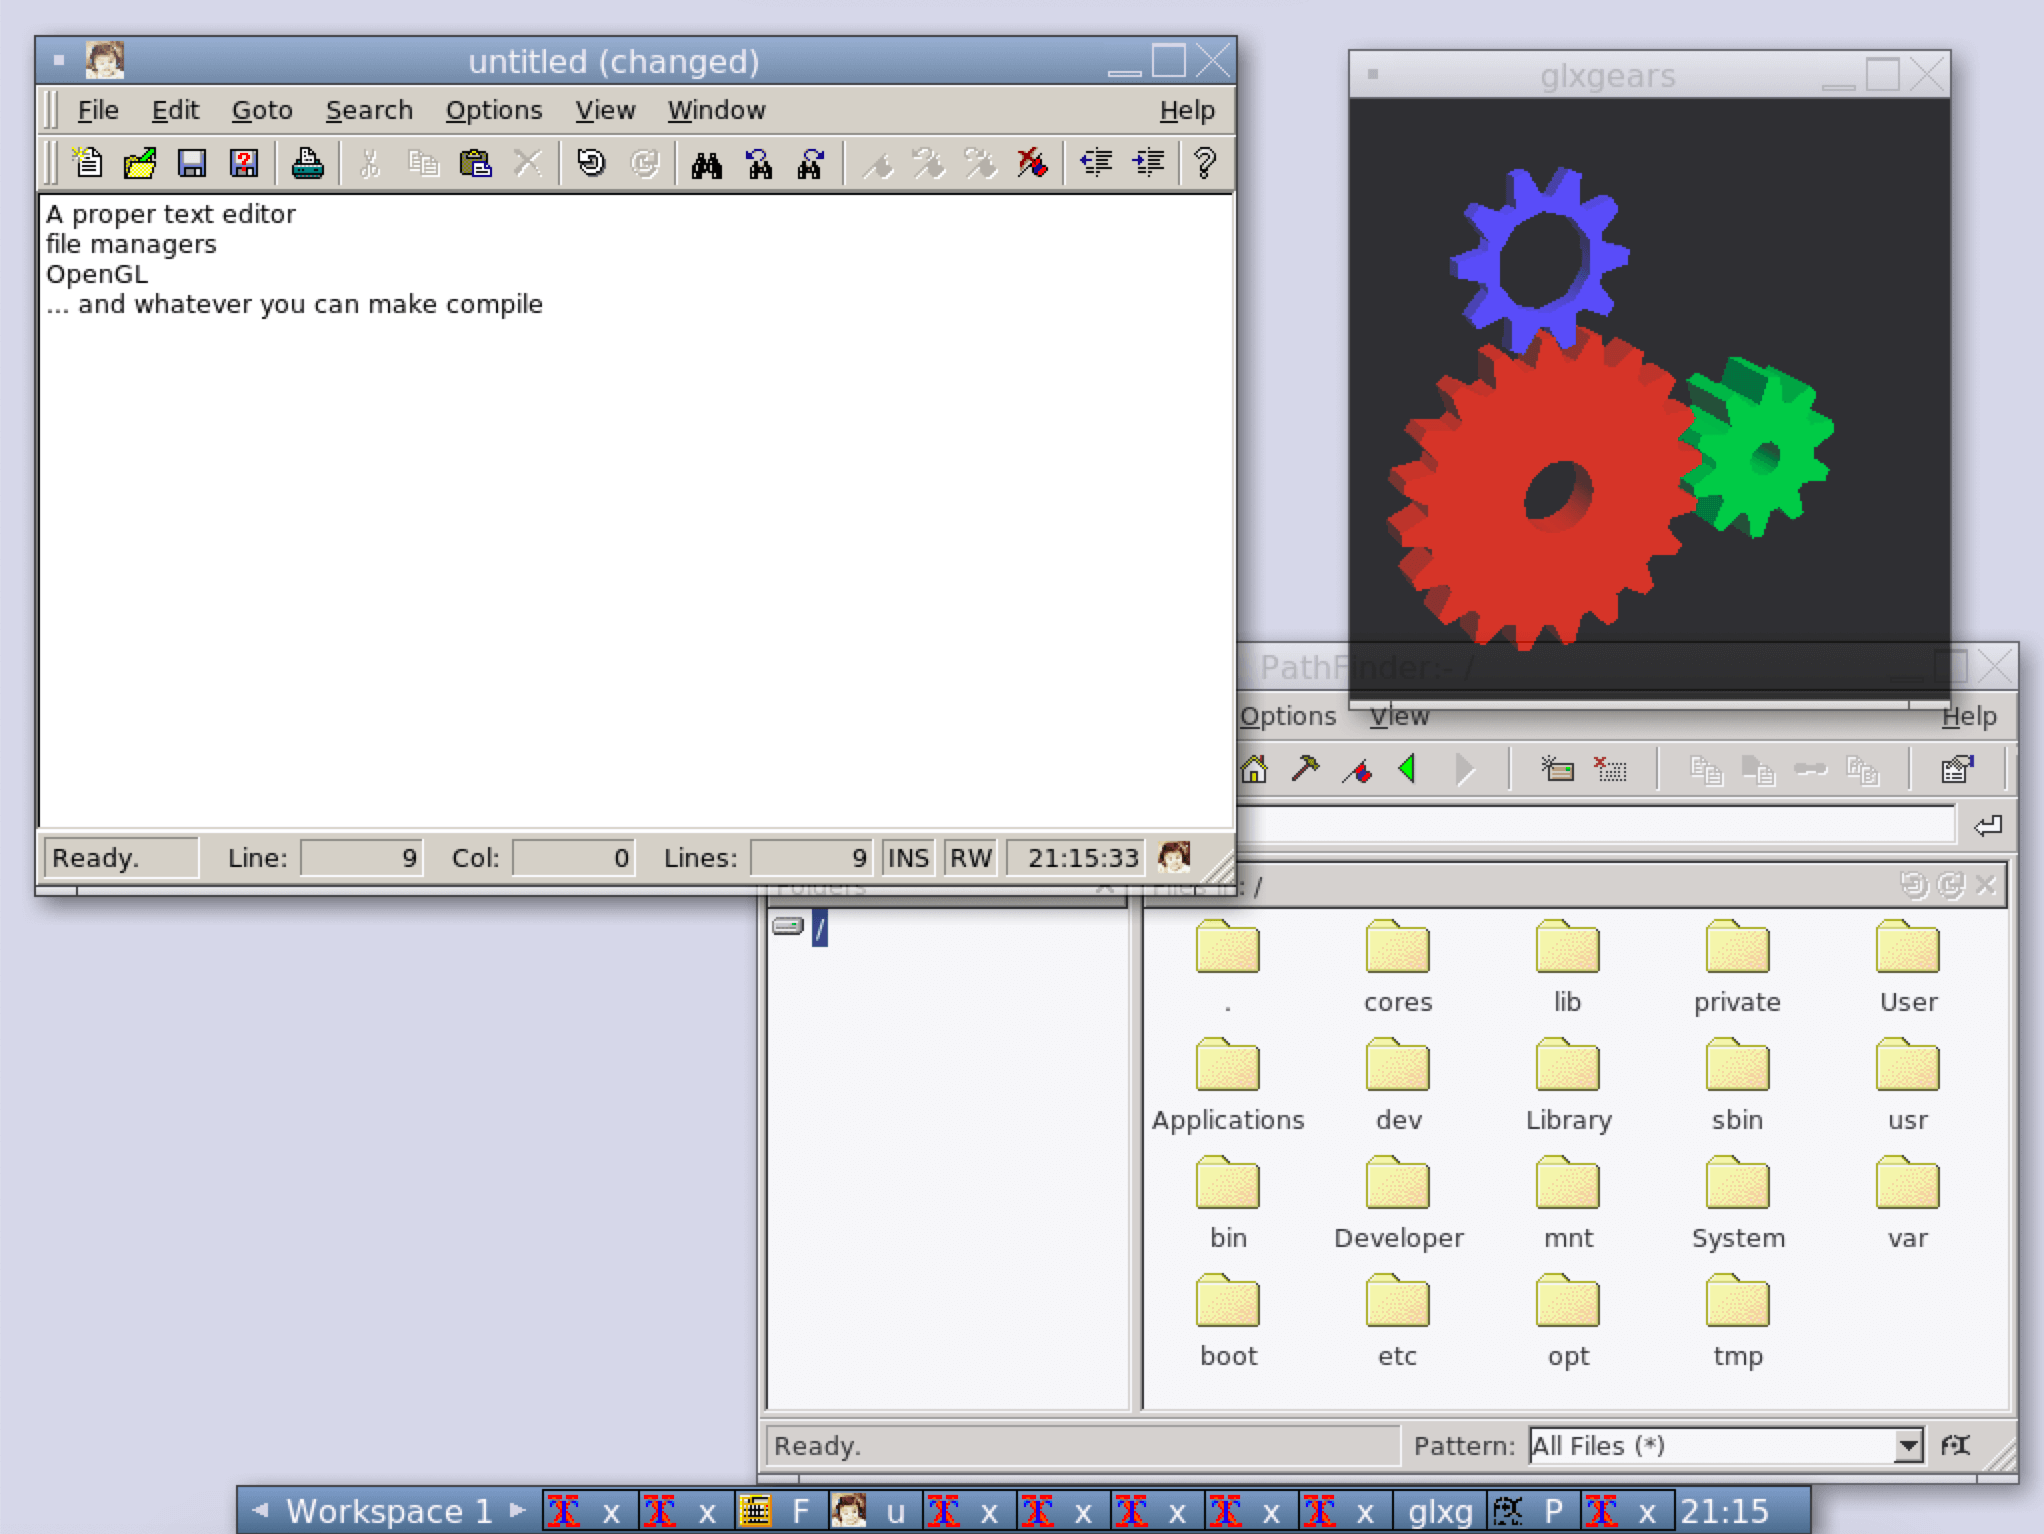 untitled (changed)
File Edit Goto Search Options View Window Help
A proper text editor
file managers
OpenGL
... and whatever you can make compile
Ready. Line: 9 Col: 0 Lines: 9 INS RW 21:15:33
glxgears
PathFinder:- /
Options View Help
Folders
Files in: /
/
. cores lib private User
Applications dev Library sbin usr
bin Developer mnt System var
boot etc opt tmp
Ready. Pattern: All Files (*)
Workspace 1 x x F u x x x x x glxg P x 21:15